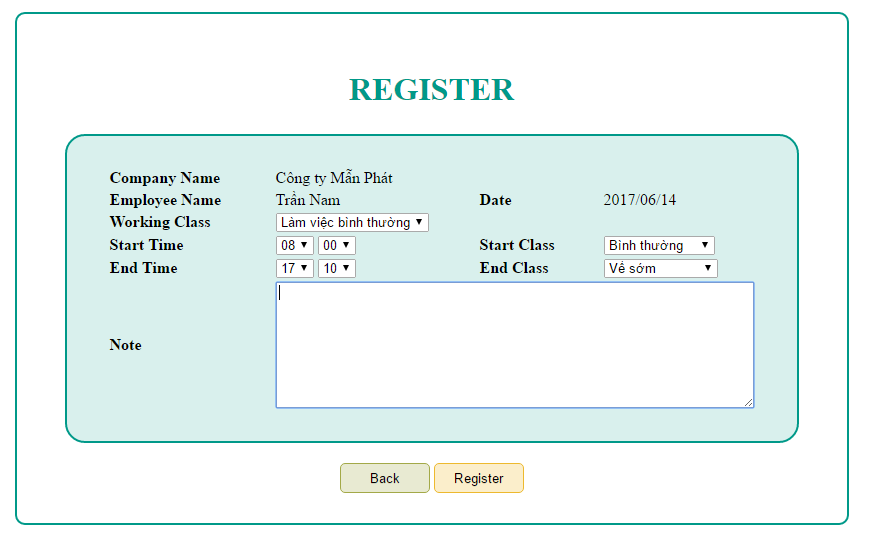 REGISTER
Company Name Công ty Mẫn Phát
Employee Name Trần Nam Date 2017/06/14
Working Class Làm việc bình thường
Start Time 08 00 Start Class Bình thường
End Time 17 10 End Class Về sớm
Note
Back Register